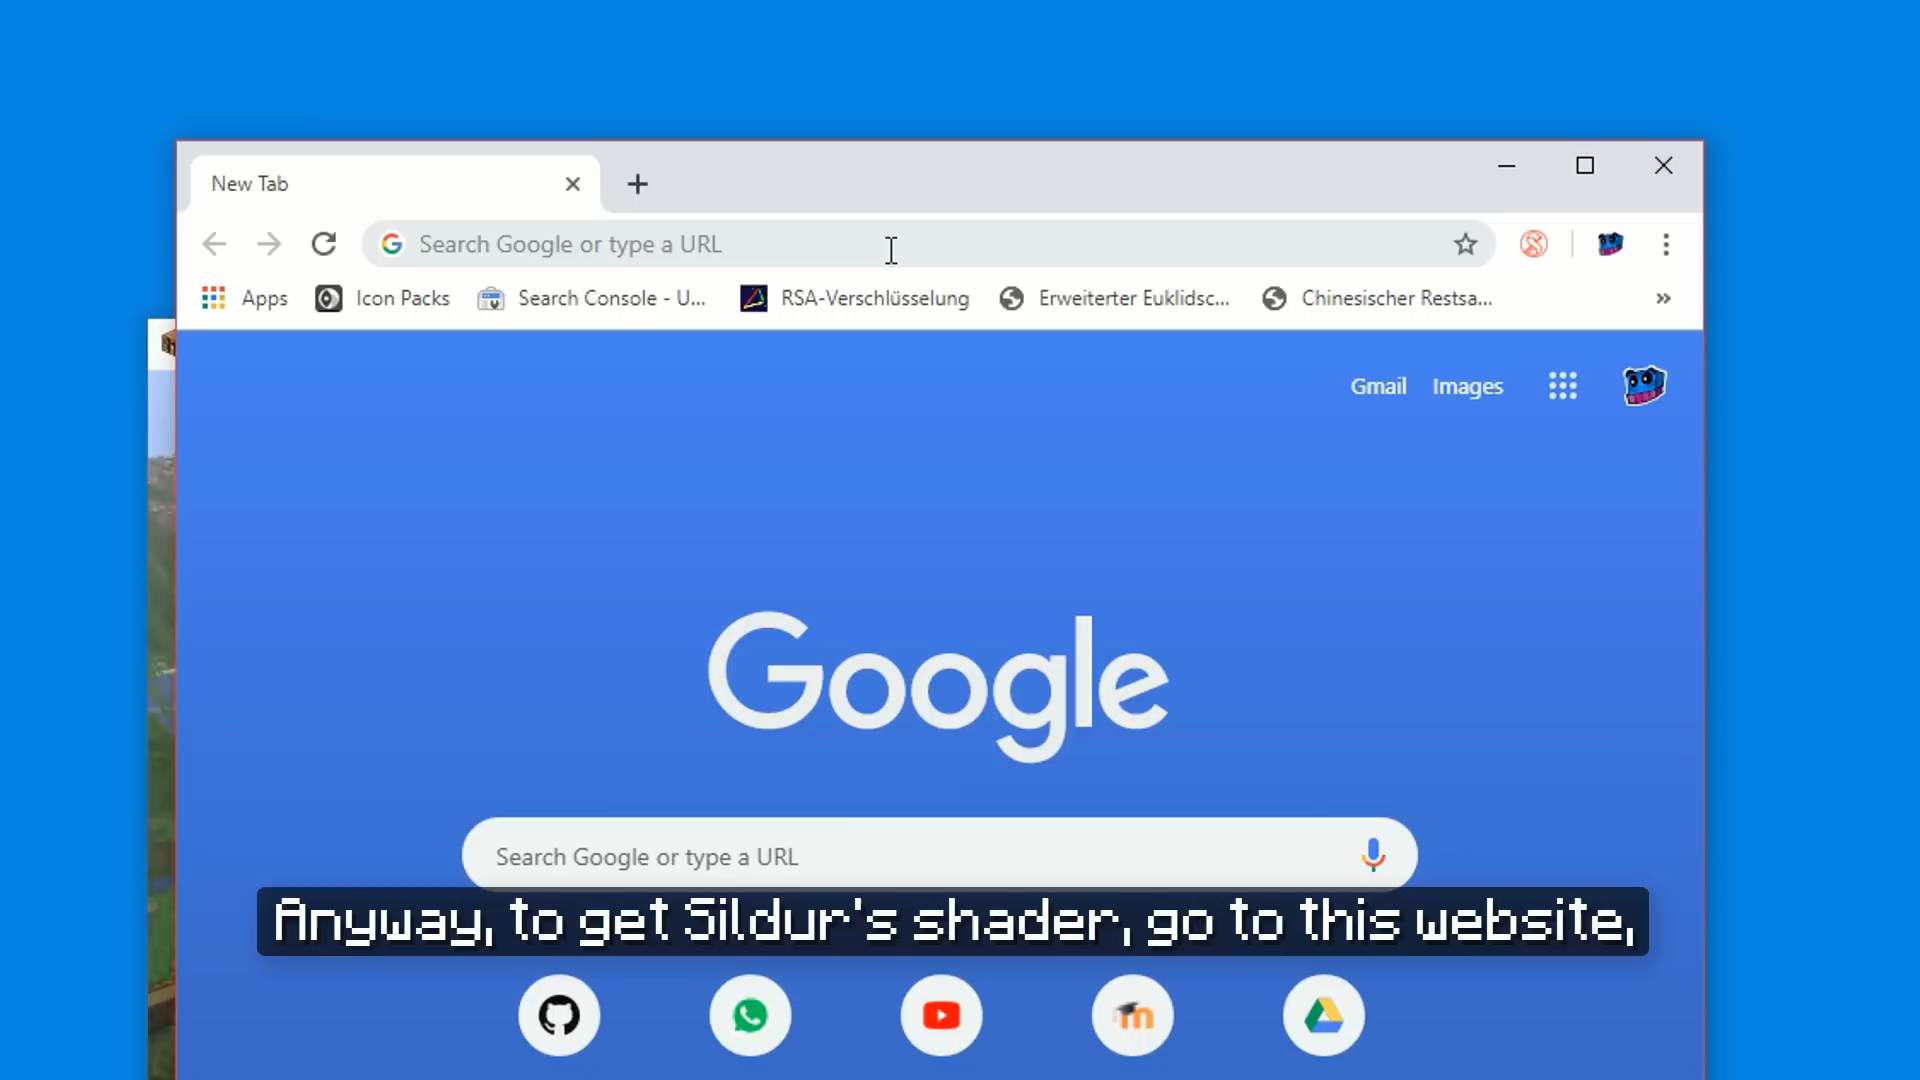 New Tab
Search Google or type a URL
Apps Icon Packs Search Console - U... RSA-Verschlüsselung Erweiterter Euklidsc... Chinesischer Restsa... »
Gmail Images
Google
Search Google or type a URL
Anyway, to get Sildur's shader, go to this website,